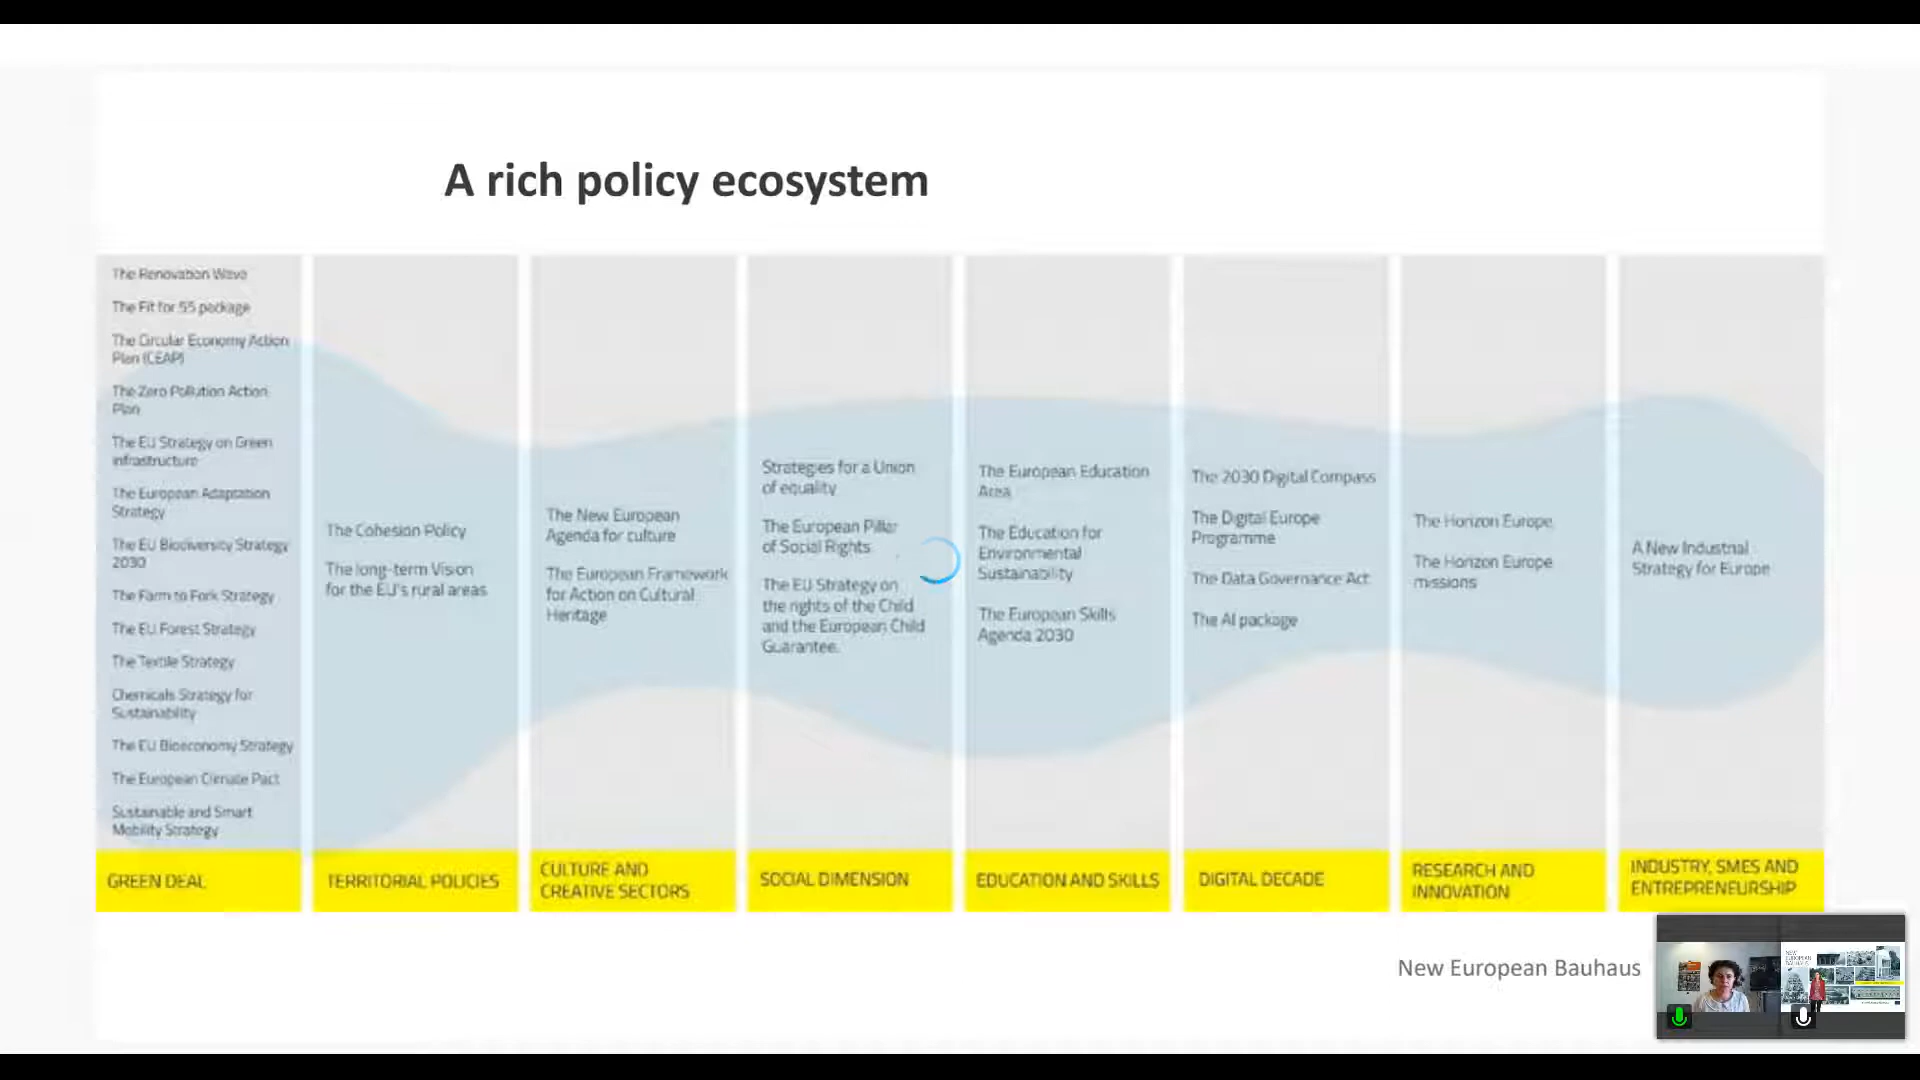 A rich policy ecosystem
The Renovation Wave
The Fit for 55 package
The Circular Economy Action
Plan (CEAP)
The Zero Pollution Action
Plan
The EU Strategy on Green
infrastructure
The European Adaptation
Strategy
The EU Biodiversity Strategy
2030
The Farm to Fork Strategy
The EU Forest Strategy
The Textile Strategy
Chemicals Strategy for
Sustainability
The EU Bioeconomy Strategy
The European Climate Pact
Sustainable and Smart
Mobility Strategy
GREEN DEAL
The Cohesion Policy
The long-term Vision
for the EU's rural areas
TERRITORIAL POLICIES
The New European
Agenda for culture
The European Framework
for Action on Cultural
Heritage
CULTURE AND
CREATIVE SECTORS
Strategies for a Union
of equality
The European Pillar
of Social Rights
The EU Strategy on
the rights of the Child
and the European Child
Guarantee.
SOCIAL DIMENSION
The European Education
Area
The Education for
Environmental
Sustainability
The European Skills
Agenda 2030
EDUCATION AND SKILLS
The 2030 Digital Compass
The Digital Europe
Programme
The Data Governance Act
The AI package
DIGITAL DECADE
The Horizon Europe
The Horizon Europe
missions
RESEARCH AND
INNOVATION
A New Industrial
Strategy for Europe
INDUSTRY, SMES AND
ENTREPRENEURSHIP
New European Bauhaus
NEW
EUROPEAN
BAUHAUS